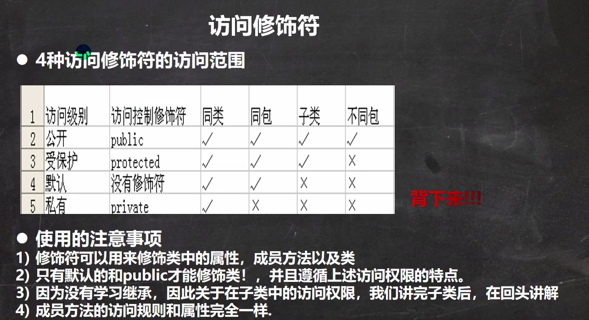 访问修饰符
● 4种访问修饰符的访问范围
1 访问级别 访问控制修饰符 同类 同包 子类 不同包
2 公开 public √ √ √ √
3 受保护 protected √ √ √ ×
4 默认 没有修饰符 √ √ × ×
5 私有 private √ × × ×
背下来!!!
● 使用的注意事项
1) 修饰符可以用来修饰类中的属性，成员方法以及类
2) 只有默认的和public才能修饰类！，并且遵循上述访问权限的特点。
3) 因为没有学习继承，因此关于在子类中的访问权限，我们讲完子类后，在回头讲解
4) 成员方法的访问规则和属性完全一样.